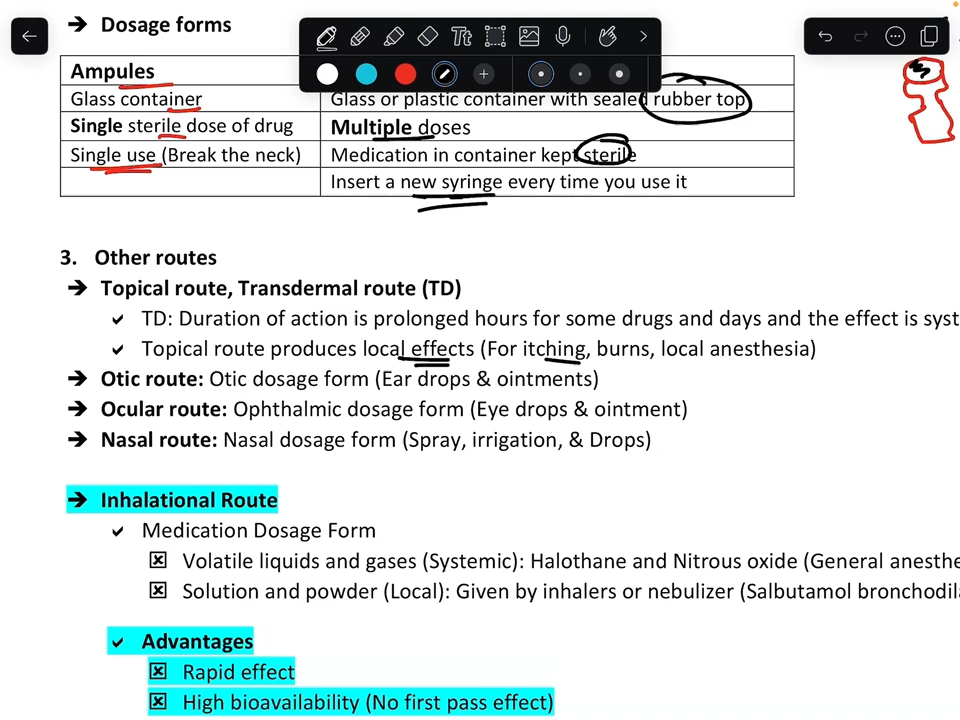 ➔ Dosage forms
Tt
Ampules
Glass container Glass or plastic container with sealed rubber top
Single sterile dose of drug Multiple doses
Single use (Break the neck) Medication in container kept sterile
Insert a new syringe every time you use it
3. Other routes
➔ Topical route, Transdermal route (TD)
✓ TD: Duration of action is prolonged hours for some drugs and days and the effect is syst
✓ Topical route produces local effects (For itching, burns, local anesthesia)
➔ Otic route: Otic dosage form (Ear drops & ointments)
➔ Ocular route: Ophthalmic dosage form (Eye drops & ointment)
➔ Nasal route: Nasal dosage form (Spray, irrigation, & Drops)
➔ Inhalational Route
✓ Medication Dosage Form
☒ Volatile liquids and gases (Systemic): Halothane and Nitrous oxide (General anesthe
☒ Solution and powder (Local): Given by inhalers or nebulizer (Salbutamol bronchodila
✓ Advantages
☒ Rapid effect
☒ High bioavailability (No first pass effect)